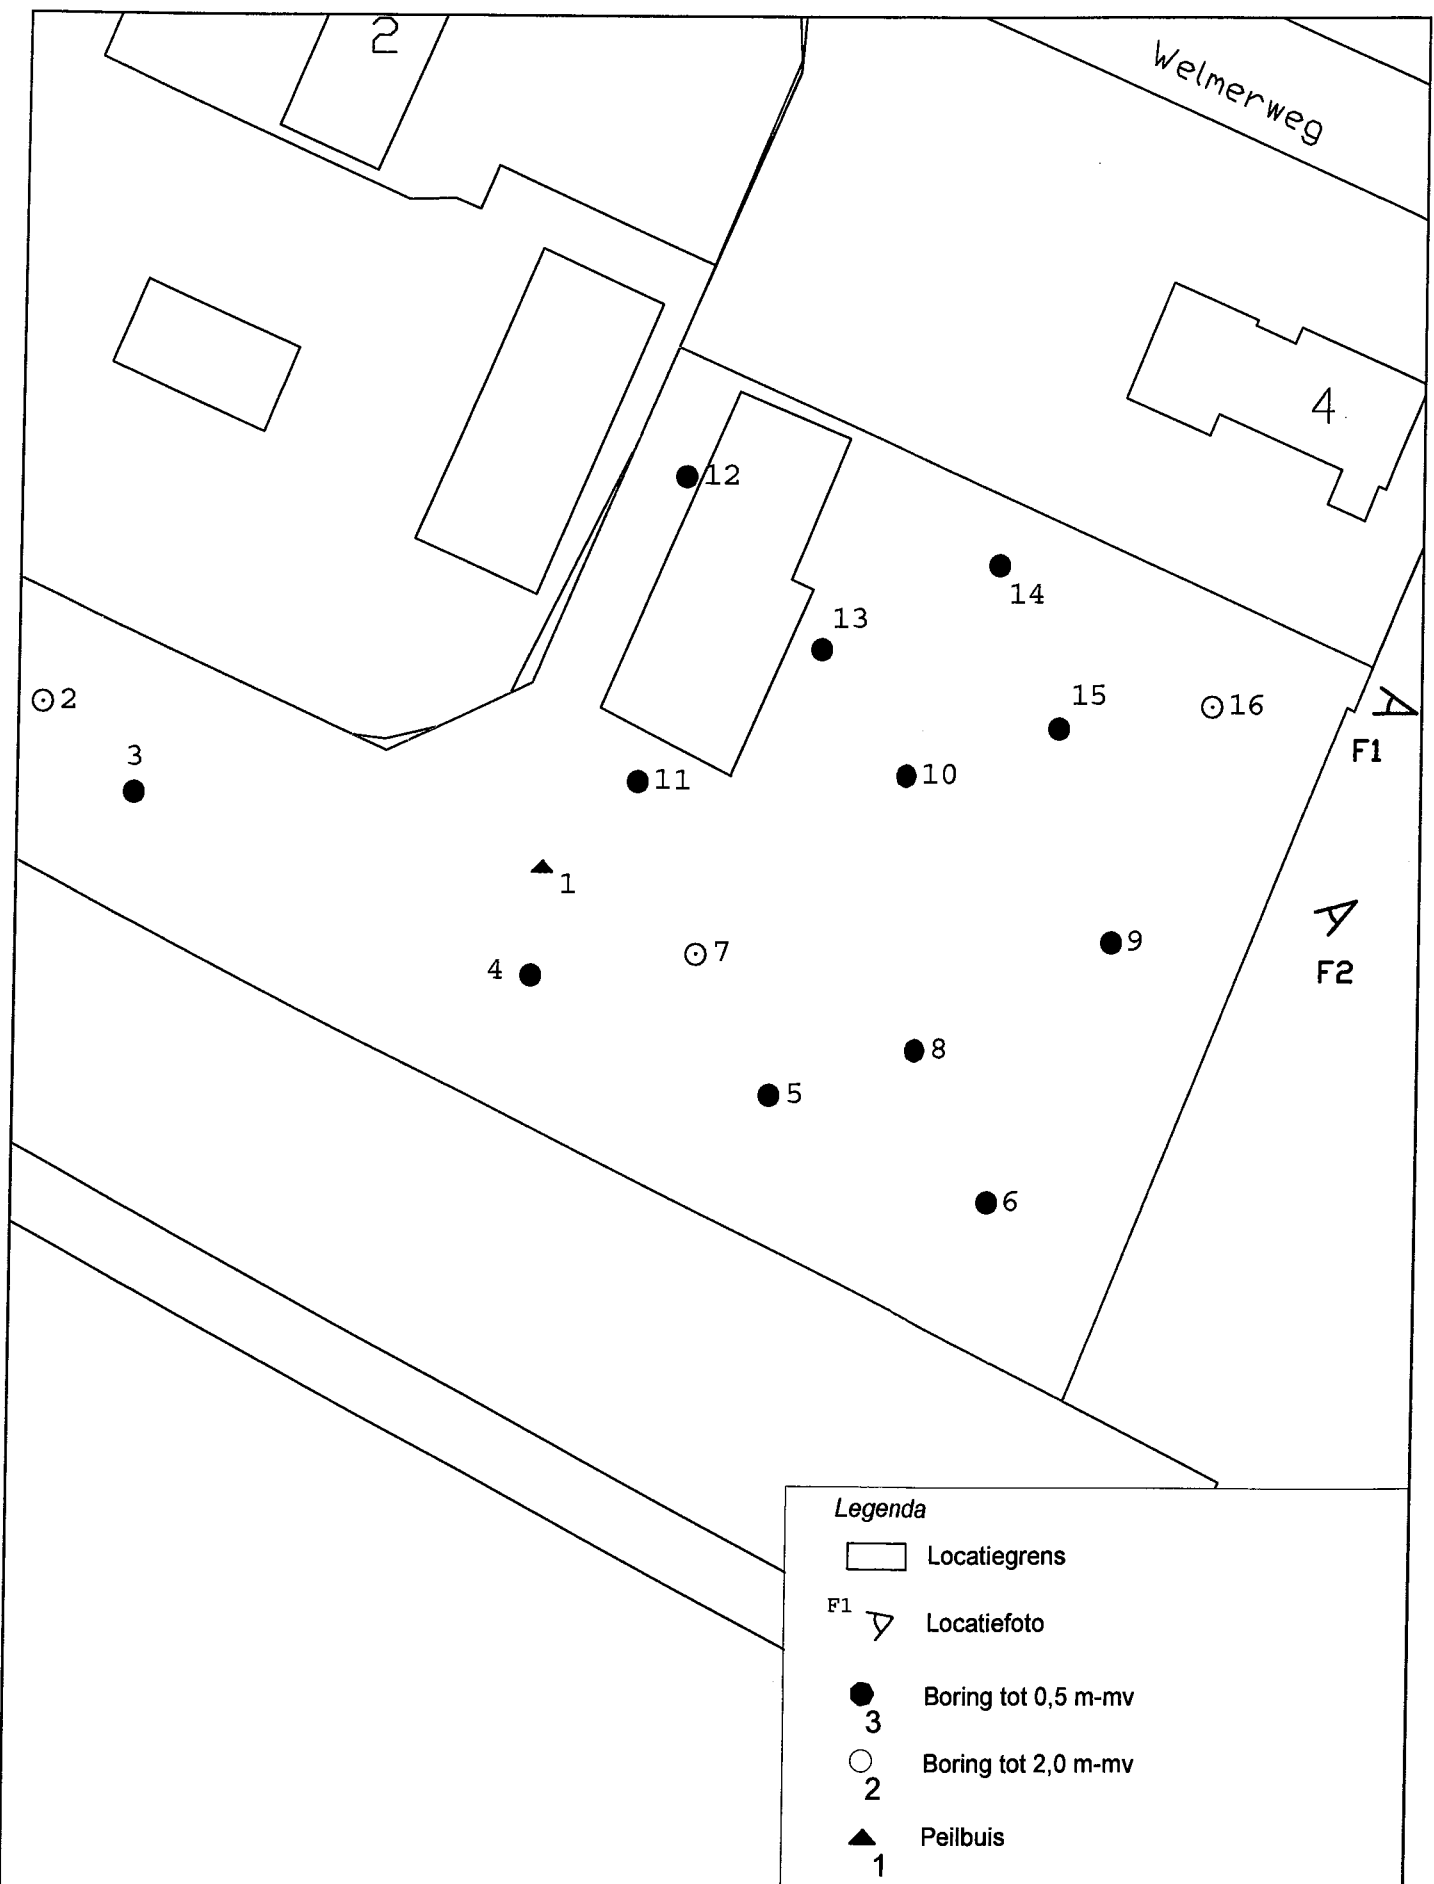 2
Welmerweg
4
12
14
13
2
15
16
3
F1
11
10
1
7
9
4
F2
8
5
6
Legenda
Locatiegrens
F1 Locatiefoto
Boring tot 0,5 m-mv
3
Boring tot 2,0 m-mv
2
Peilbuis
1